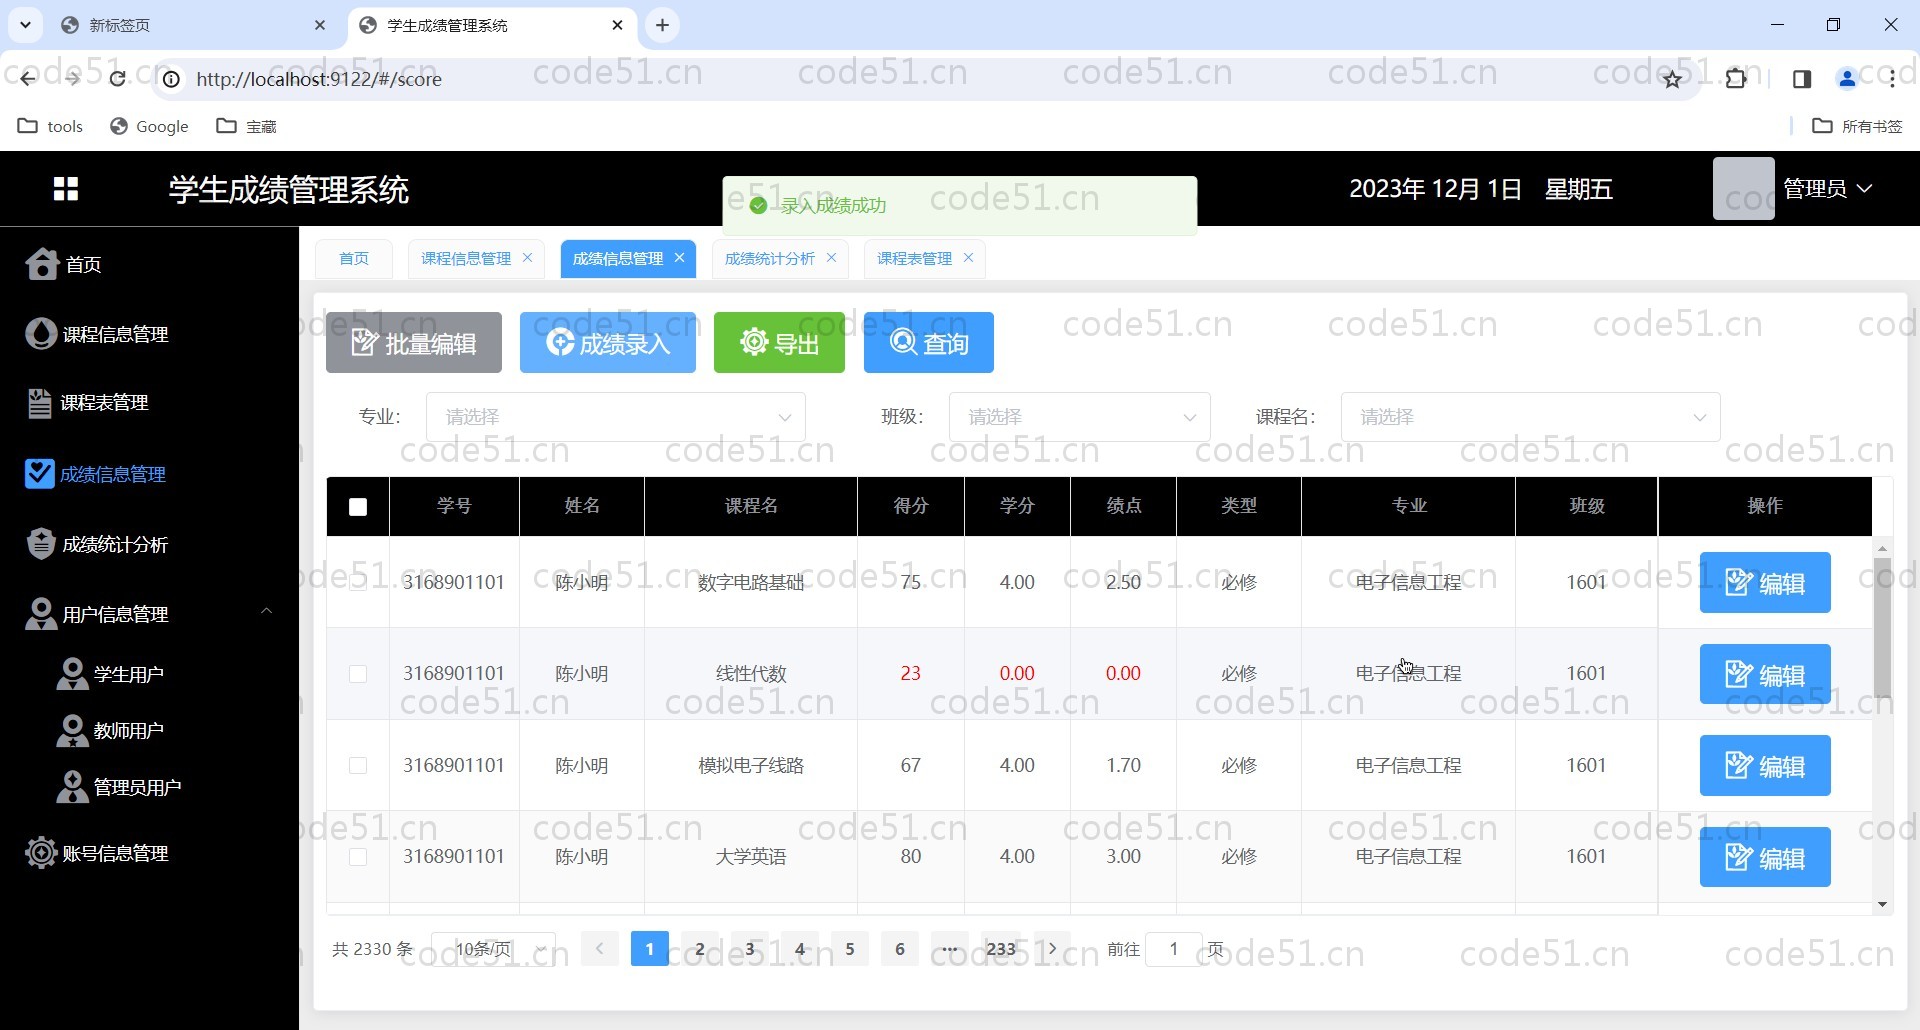 新标签页
学生成绩管理系统
http://localhost:9122/#/score
tools
Google
宝藏
所有书签
学生成绩管理系统
录入成绩成功
2023年 12月 1日 星期五
管理员
首页
课程信息管理
课程表管理
成绩信息管理
成绩统计分析
用户信息管理
学生用户
教师用户
管理员用户
账号信息管理
首页 课程信息管理 成绩信息管理 成绩统计分析 课程表管理
批量编辑 成绩录入 导出 查询
专业： 请选择 班级： 请选择 课程名： 请选择
学号 姓名 课程名 得分 学分 绩点 类型 专业 班级 操作
3168901101 陈小明 数字电路基础 75 4.00 2.50 必修 电子信息工程 1601 编辑
3168901101 陈小明 线性代数 23 0.00 0.00 必修 电子信息工程 1601 编辑
3168901101 陈小明 模拟电子线路 67 4.00 1.70 必修 电子信息工程 1601 编辑
3168901101 陈小明 大学英语 80 4.00 3.00 必修 电子信息工程 1601 编辑
共 2330 条 10条/页 1 2 3 4 5 6 ... 233 前往 1 页
code51.cn